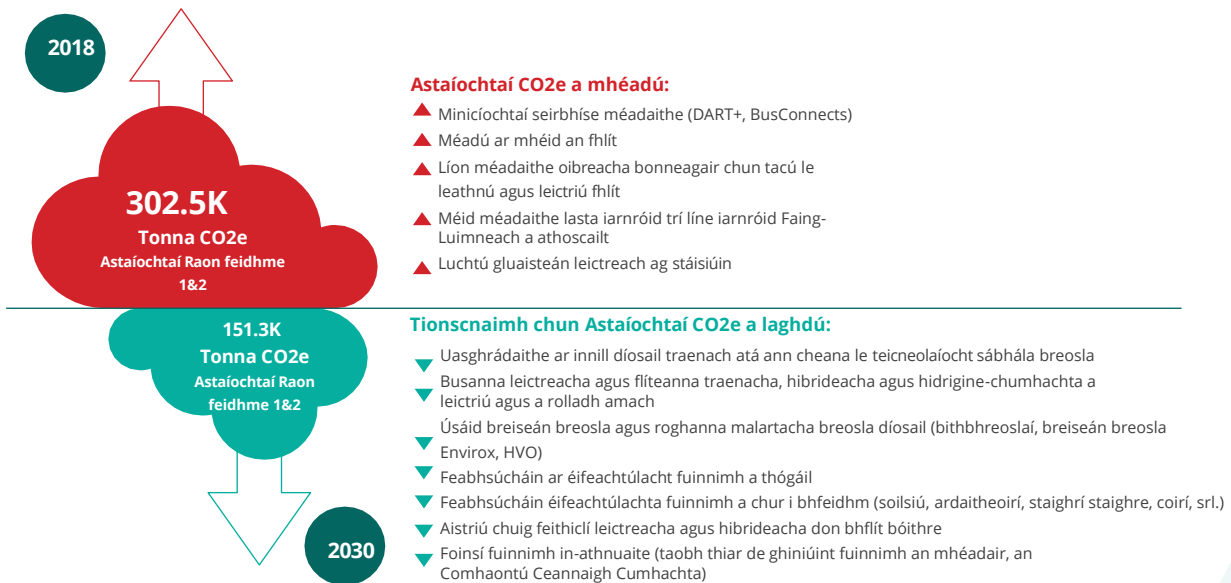 2018
302.5K
Tonna CO2e
Astaíochtaí Raon feidhme
1&2
Astaíochtaí CO2e a mhéadú:
Minicíochtaí seirbhíse méadaithe (DART+, BusConnects)
Méadú ar mhéid an fhlít
Líon méadaithe oibreacha bonneagair chun tacú le
leathnú agus leictriú fhlít
Méid méadaithe lasta iarnróid trí líne iarnróid Faing-
Luimneach a athoscailt
Luchtú gluaisteán leictreach ag stáisiúin
151.3K
Tonna CO2e
Astaíochtaí Raon
feidhme 1&2
2030
Tionscnaimh chun Astaíochtaí CO2e a laghdú:
Uasghrádaithe ar innill díosail traenach atá ann cheana le teicneolaíocht sábhála breosla
Busanna leictreacha agus flíteanna traenacha, hibrideacha agus hidrigine-chumhachta a
leictriú agus a rolladh amach
Úsáid breiseán breosla agus roghanna malartacha breosla díosail (bithbhreoslaí, breiseán breosla
Envirox, HVO)
Feabhsúcháin ar éifeachtúlacht fuinnimh a thógáil
Feabhsúcháin éifeachtúlachta fuinnimh a chur i bhfeidhm (soilsiú, ardaitheoirí, staighrí staighre, coirí, srl.)
Aistriú chuig feithiclí leictreacha agus hibrideacha don bhflít bóithre
Foinsí fuinnimh in-athnuaite (taobh thiar de ghiniúint fuinnimh an mhéadair, an
Comhaontú Ceannaigh Cumhachta)